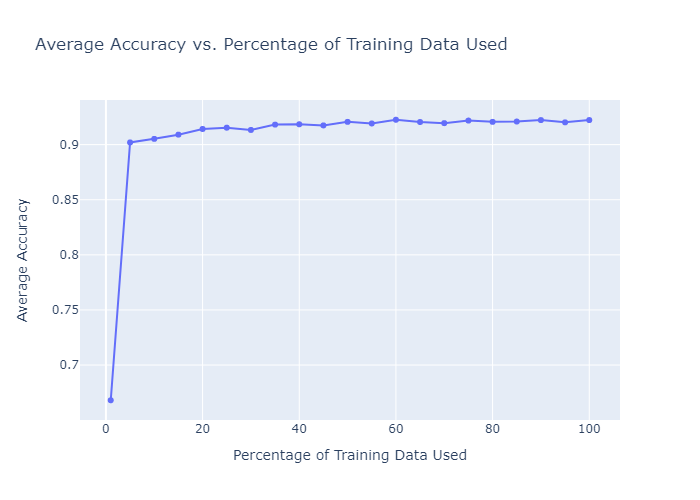 Average Accuracy vs. Percentage of Training Data Used
0.9
0.85
0.8
0.75
0.7
Average Accuracy
0 20 40 60 80 100
Percentage of Training Data Used